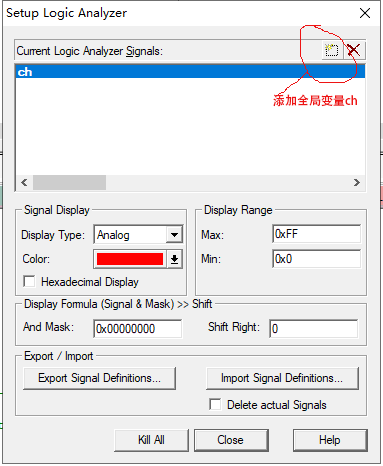 Setup Logic Analyzer
Current Logic Analyzer Signals:
ch
添加全局变量ch
Signal Display
Display Type: Analog
Color:
Hexadecimal Display
Display Range
Max: 0xFF
Min: 0x0
Display Formula (Signal & Mask) >> Shift
And Mask: 0x00000000 Shift Right: 0
Export / Import
Export Signal Definitions... Import Signal Definitions...
Delete actual Signals
Kill All Close Help